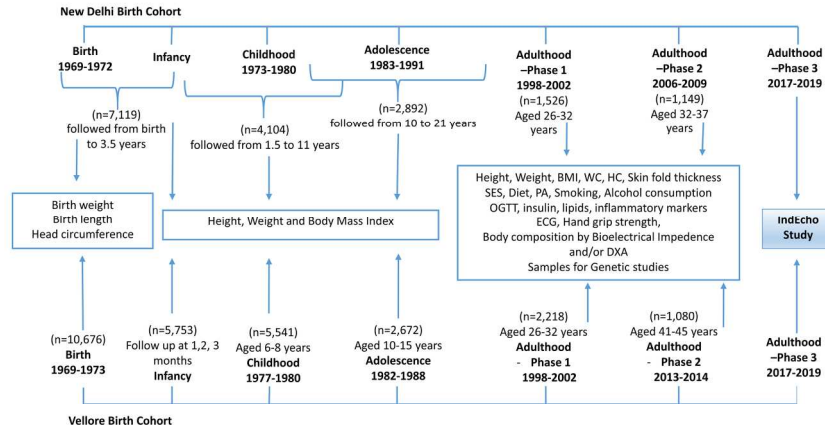 New Delhi Birth Cohort
Birth
1969-1972
Infancy
Childhood
1973-1980
Adolescence
1983-1991
Adulthood
–Phase 1
1998-2002
(n=1,526)
Aged 26-32
years
Adulthood
–Phase 2
2006-2009
(n=1,149)
Aged 32-37
years
Adulthood
–Phase 3
2017-2019
(n=7,119)
followed from birth
to 3.5 years
(n=4,104)
followed from 1.5 to 11 years
(n=2,892)
followed from 10 to 21 years
Birth weight
Birth length
Head circumference
Height, Weight and Body Mass Index
Height, Weight, BMI, WC, HC, Skin fold thickness
SES, Diet, PA, Smoking, Alcohol consumption
OGTT, insulin, lipids, inflammatory markers
ECG, Hand grip strength,
Body composition by Bioelectrical Impedence
and/or DXA
Samples for Genetic studies
IndEcho
Study
(n=10,676)
Birth
1969-1973
(n=5,753)
Follow up at 1,2, 3
months
Infancy
(n=5,541)
Aged 6-8 years
Childhood
1977-1980
(n=2,672)
Aged 10-15 years
Adolescence
1982-1988
(n=2,218)
Aged 26-32 years
Adulthood
- Phase 1
1998-2002
(n=1,080)
Aged 41-45 years
Adulthood
- Phase 2
2013-2014
Adulthood
–Phase 3
2017-2019
Vellore Birth Cohort